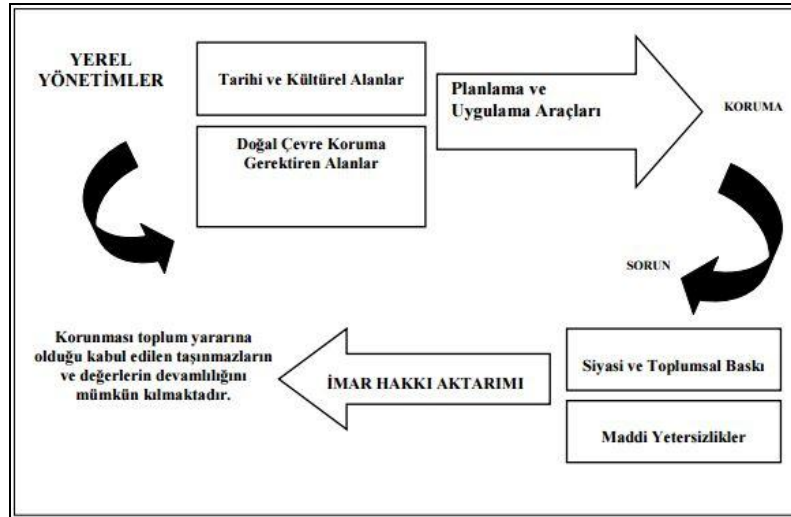 YEREL
YÖNETİMLER
Tarihi ve Kültürel Alanlar
Doğal Çevre Koruma
Gerektiren Alanlar
Planlama ve
Uygulama Araçları
KORUMA
SORUN
Siyasi ve Toplumsal Baskı
Maddi Yetersizlikler
İMAR HAKKI AKTARIMI
Korunması toplum yararına
olduğu kabul edilen taşınmazların
ve değerlerin devamlılığını
mümkün kılmaktadır.